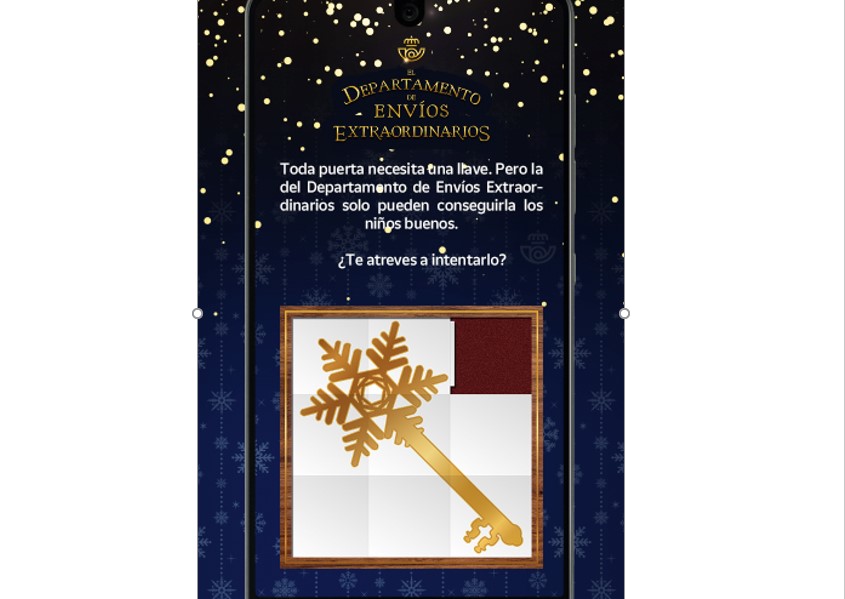 EL
DEPARTAMENTO
DE
ENVÍOS
EXTRAORDINARIOS
Toda puerta necesita una llave. Pero la
del Departamento de Envíos Extraor-
dinarios solo pueden conseguirla los
niños buenos.
¿Te atreves a intentarlo?